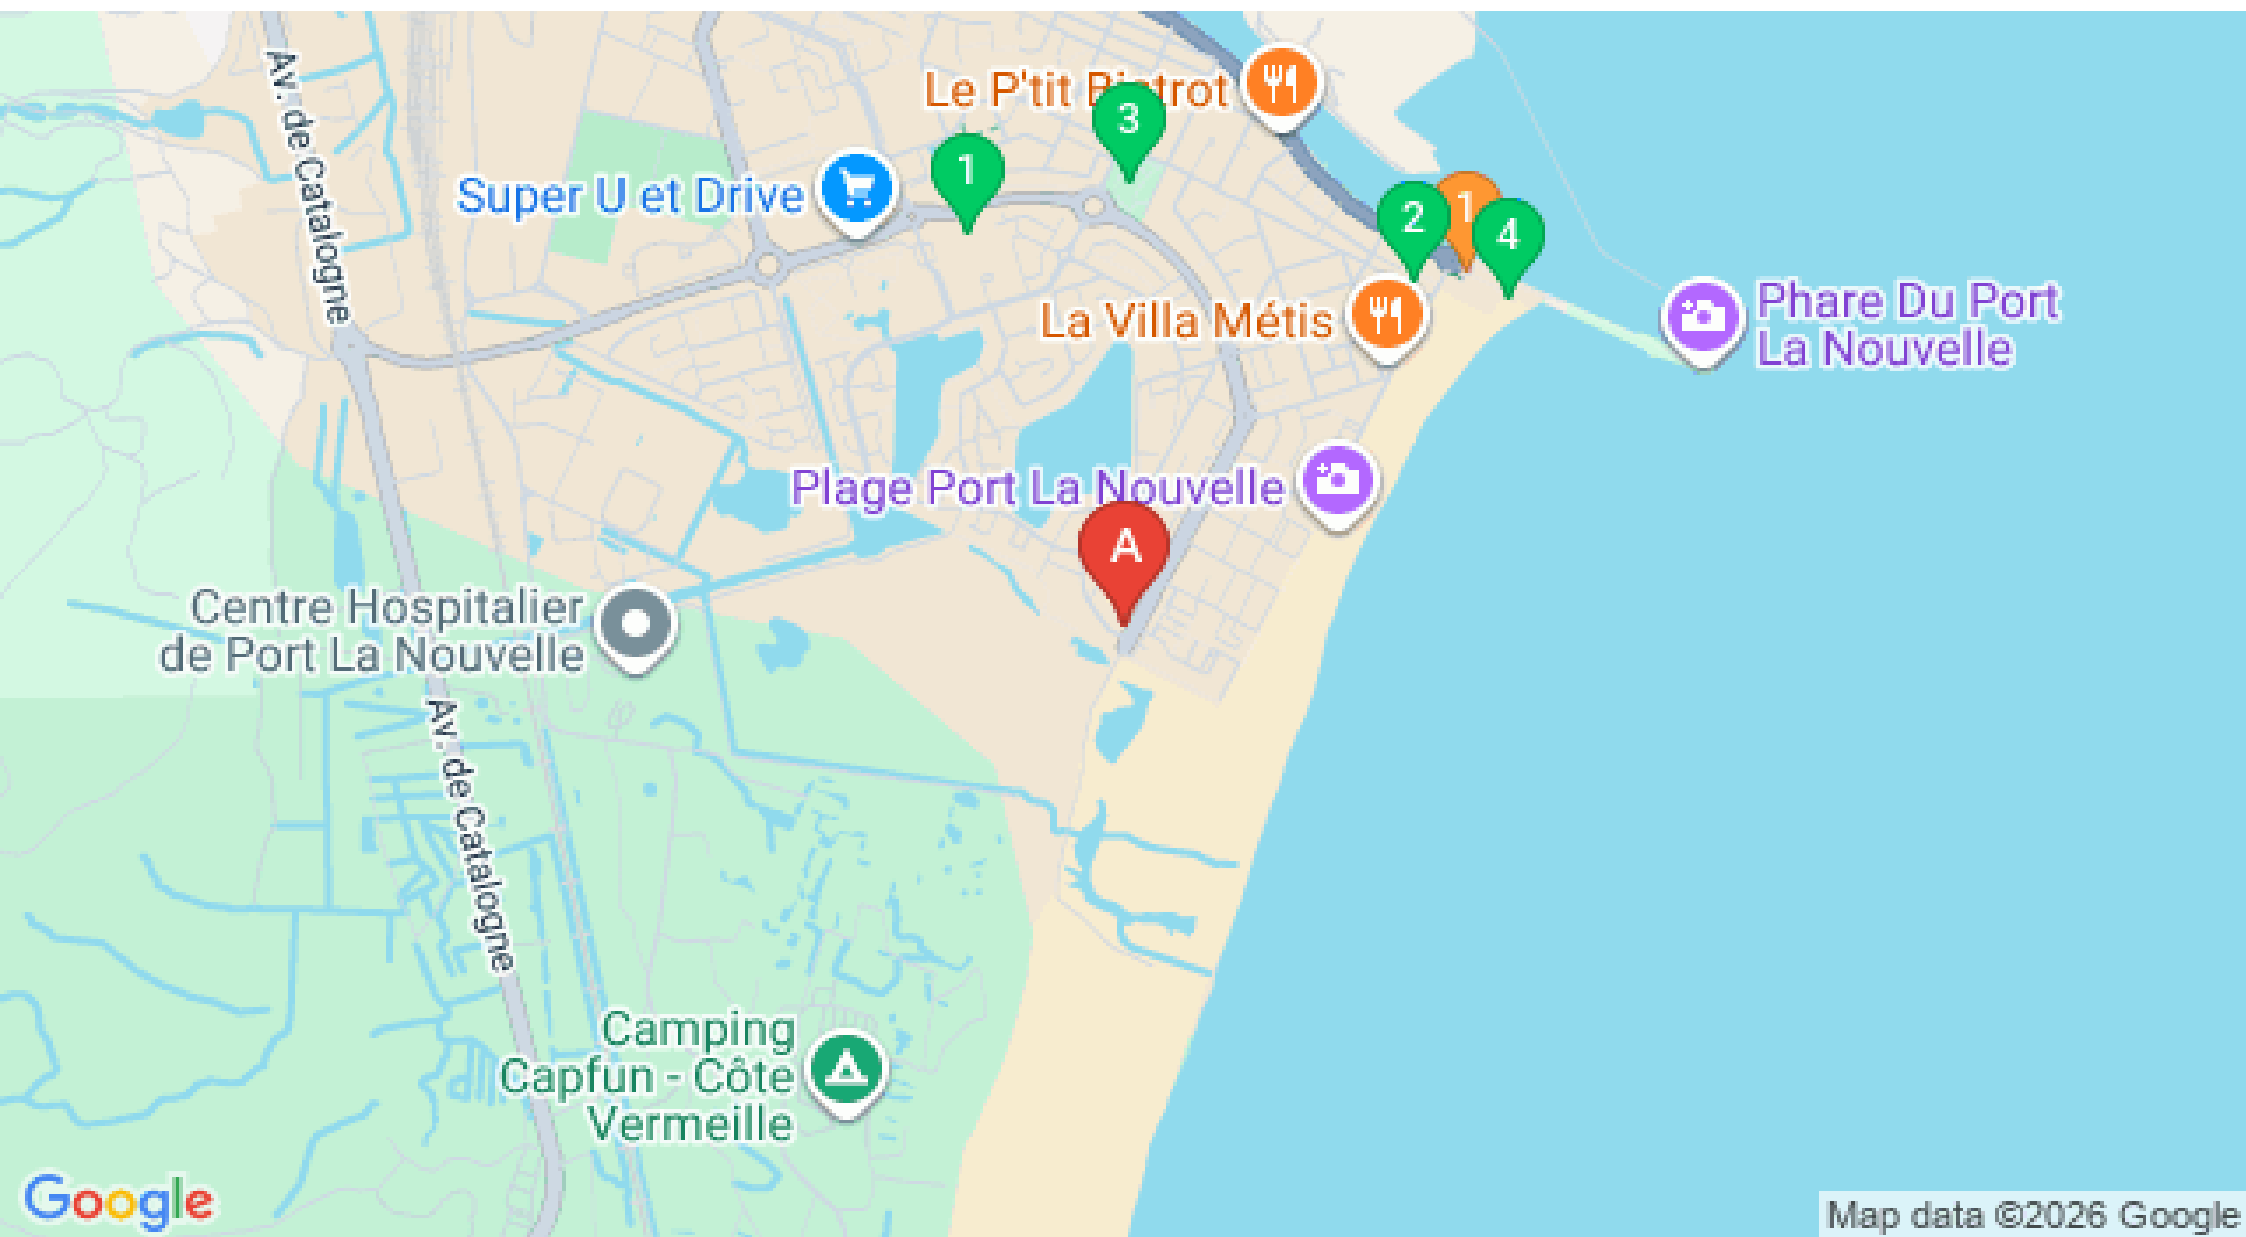 Av. de Catalogne
Le P'tit Bistrot
3
1
Super U et Drive
2
1
4
La Villa Métis
Phare Du Port
La Nouvelle
Plage Port La Nouvelle
A
Centre Hospitalier
de Port La Nouvelle
Av. de Catalogne
Camping
Capfun - Côte
Vermeille
Google
Map data ©2026 Google